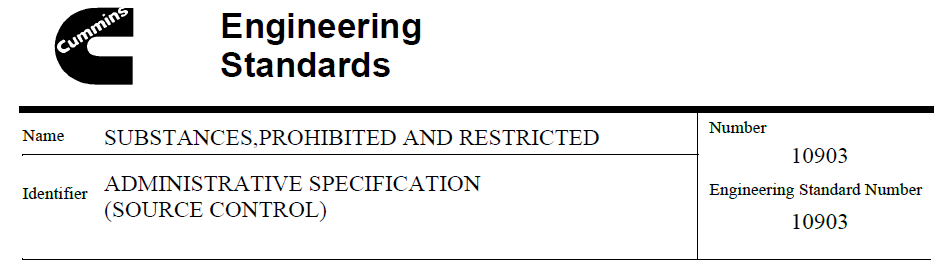 Cummins
Engineering
Standards
Name SUBSTANCES,PROHIBITED AND RESTRICTED
Number
10903
Identifier ADMINISTRATIVE SPECIFICATION
(SOURCE CONTROL)
Engineering Standard Number
10903